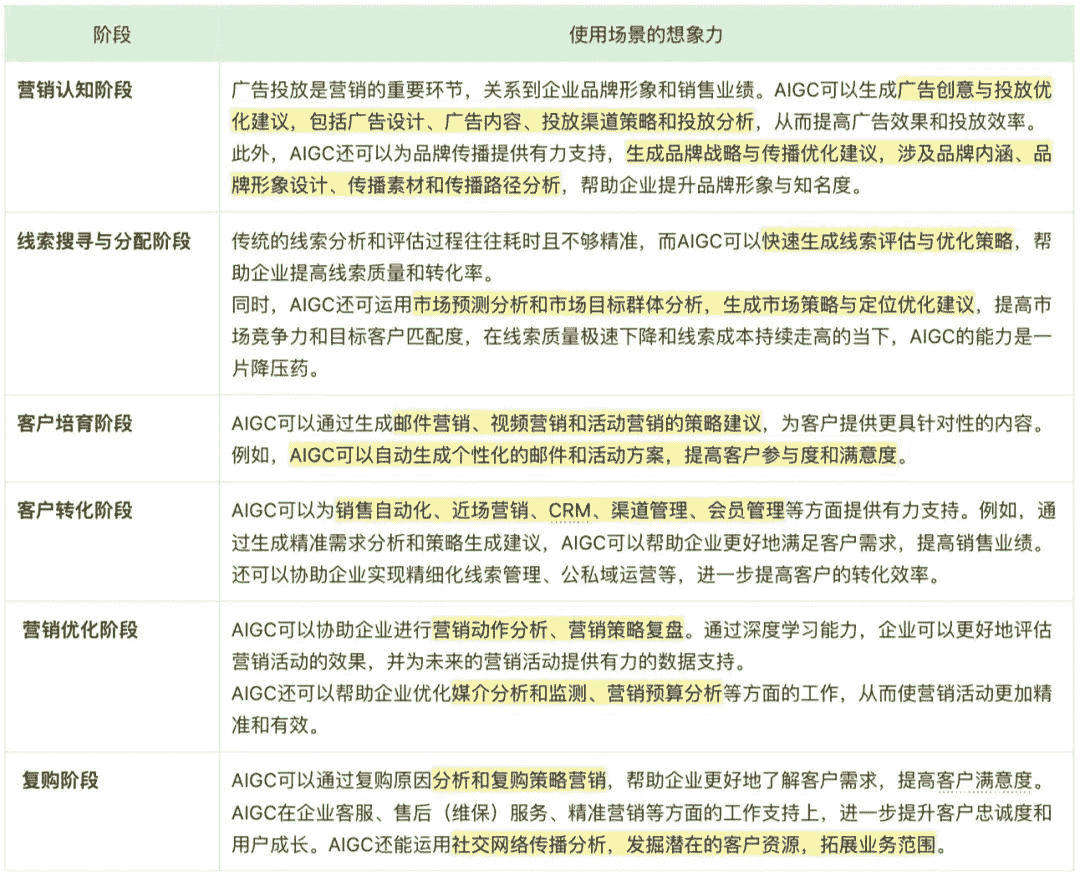 阶段
使用场景的想象力
营销认知阶段
广告投放是营销的重要环节，关系到企业品牌形象和销售业绩。AIGC可以生成广告创意与投放优
化建议，包括广告设计、广告内容、投放渠道策略和投放分析，从而提高广告效果和投放效率。
此外，AIGC还可以为品牌传播提供有力支持，生成品牌战略与传播优化建议，涉及品牌内涵、品
牌形象设计、传播素材和传播路径分析，帮助企业提升品牌形象与知名度。
线索搜寻与分配阶段
传统的线索分析和评估过程往往耗时且不够精准，而AIGC可以快速生成线索评估与优化策略，帮
助企业提高线索质量和转化率。
同时，AIGC还可运用市场预测分析和市场目标群体分析，生成市场策略与定位优化建议，提高市
场竞争力和目标客户匹配度，在线索质量极速下降和线索成本持续走高的当下，AIGC的能力是一
片降压药。
客户培育阶段
AIGC可以通过生成邮件营销、视频营销和活动营销的策略建议，为客户提供更具针对性的内容。
例如，AIGC可以自动生成个性化的邮件和活动方案，提高客户参与度和满意度。
客户转化阶段
AIGC可以为销售自动化、近场营销、CRM、渠道管理、会员管理等方面提供有力支持。例如，通
过生成精准需求分析和策略生成建议，AIGC可以帮助企业更好地满足客户需求，提高销售业绩。
还可以协助企业实现精细化线索管理、公私域运营等，进一步提高客户的转化效率。
营销优化阶段
AIGC可以协助企业进行营销动作分析、营销策略复盘。通过深度学习能力，企业可以更好地评估
营销活动的效果，并为未来的营销活动提供有力的数据支持。
AIGC还可以帮助企业优化媒介分析和监测、营销预算分析等方面的工作，从而使营销活动更加精
准和有效。
复购阶段
AIGC可以通过复购原因分析和复购策略营销，帮助企业更好地了解客户需求，提高客户满意度。
AIGC在企业客服、售后（维保）服务、精准营销等方面的工作支持上，进一步提升客户忠诚度和
用户成长。AIGC还能运用社交网络传播分析，发掘潜在的客户资源，拓展业务范围。